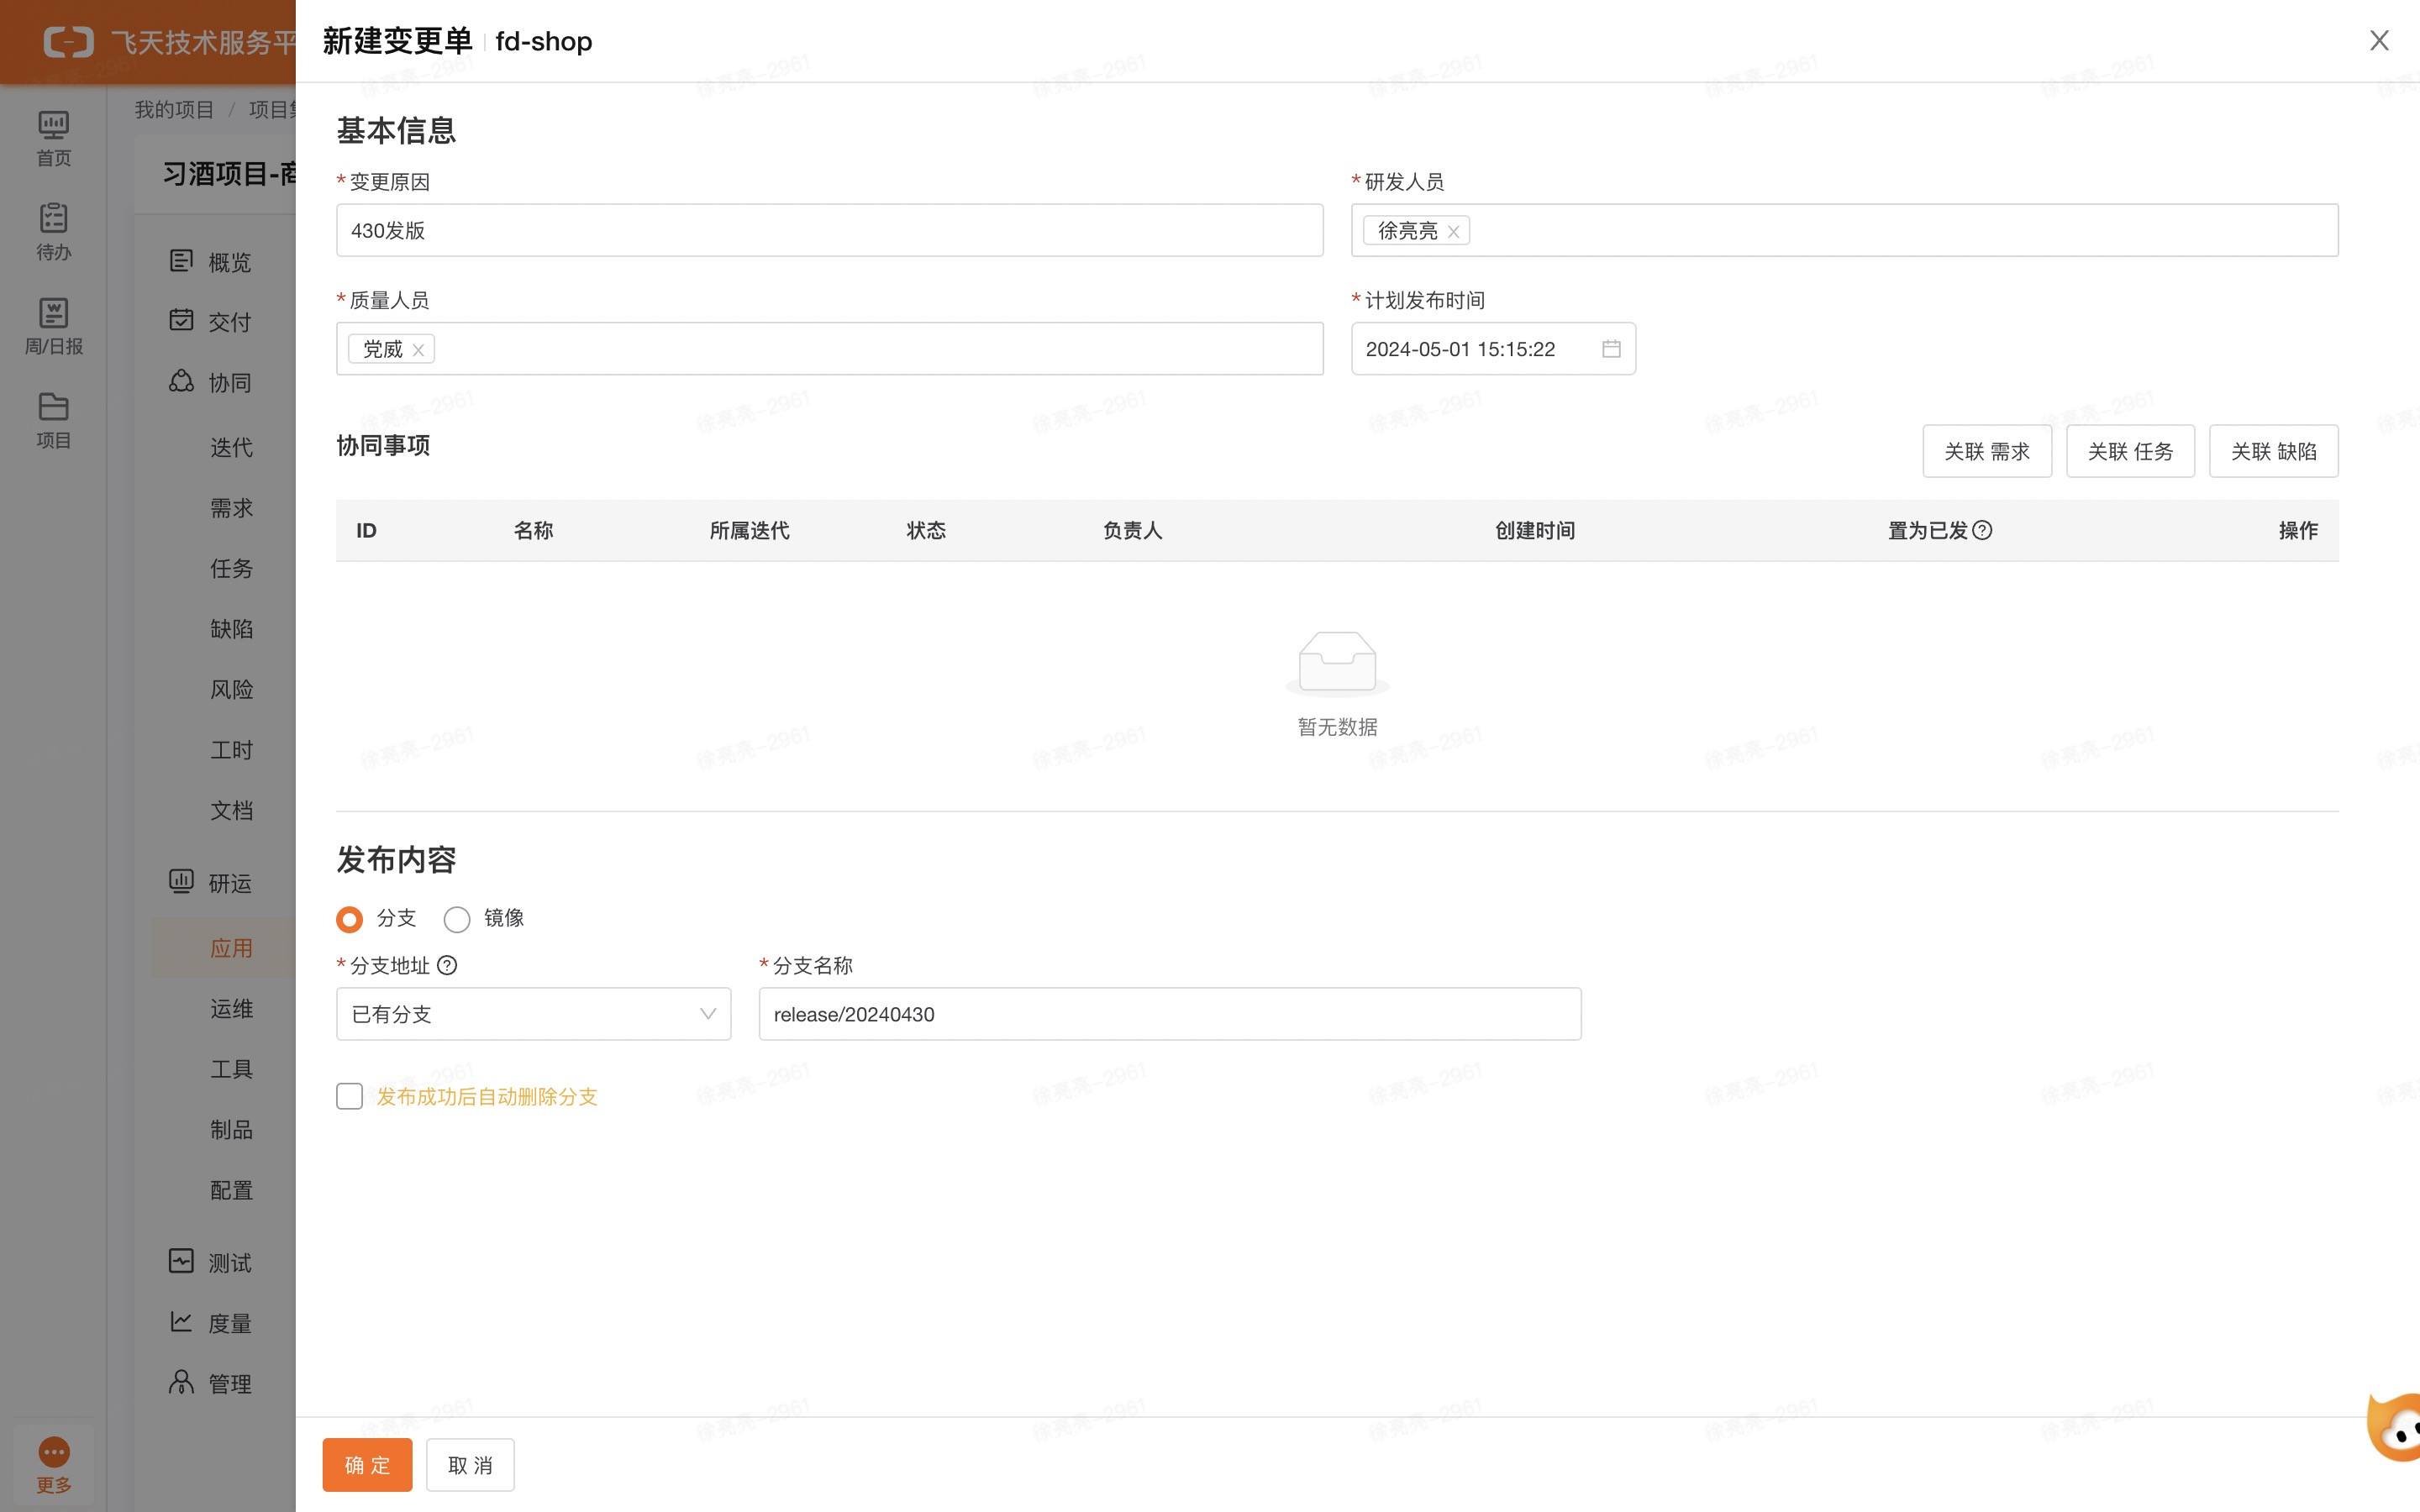 飞天技术服务平
新建变更单 fd-shop
我的项目 / 项目集
习酒项目-商
首页
待办
周/日报
项目
更多
概览
交付
协同
迭代
需求
任务
缺陷
风险
工时
文档
研运
应用
运维
工具
制品
配置
测试
度量
管理
基本信息
* 变更原因
* 研发人员
430发版
徐亮亮
* 质量人员
* 计划发布时间
党威
2024-05-01 15:15:22
协同事项
关联 需求
关联 任务
关联 缺陷
ID 名称 所属迭代 状态 负责人 创建时间 置为已发 操作
暂无数据
发布内容
分支 镜像
* 分支地址
* 分支名称
已有分支
release/20240430
发布成功后自动删除分支
确 定
取 消
徐亮亮-2961